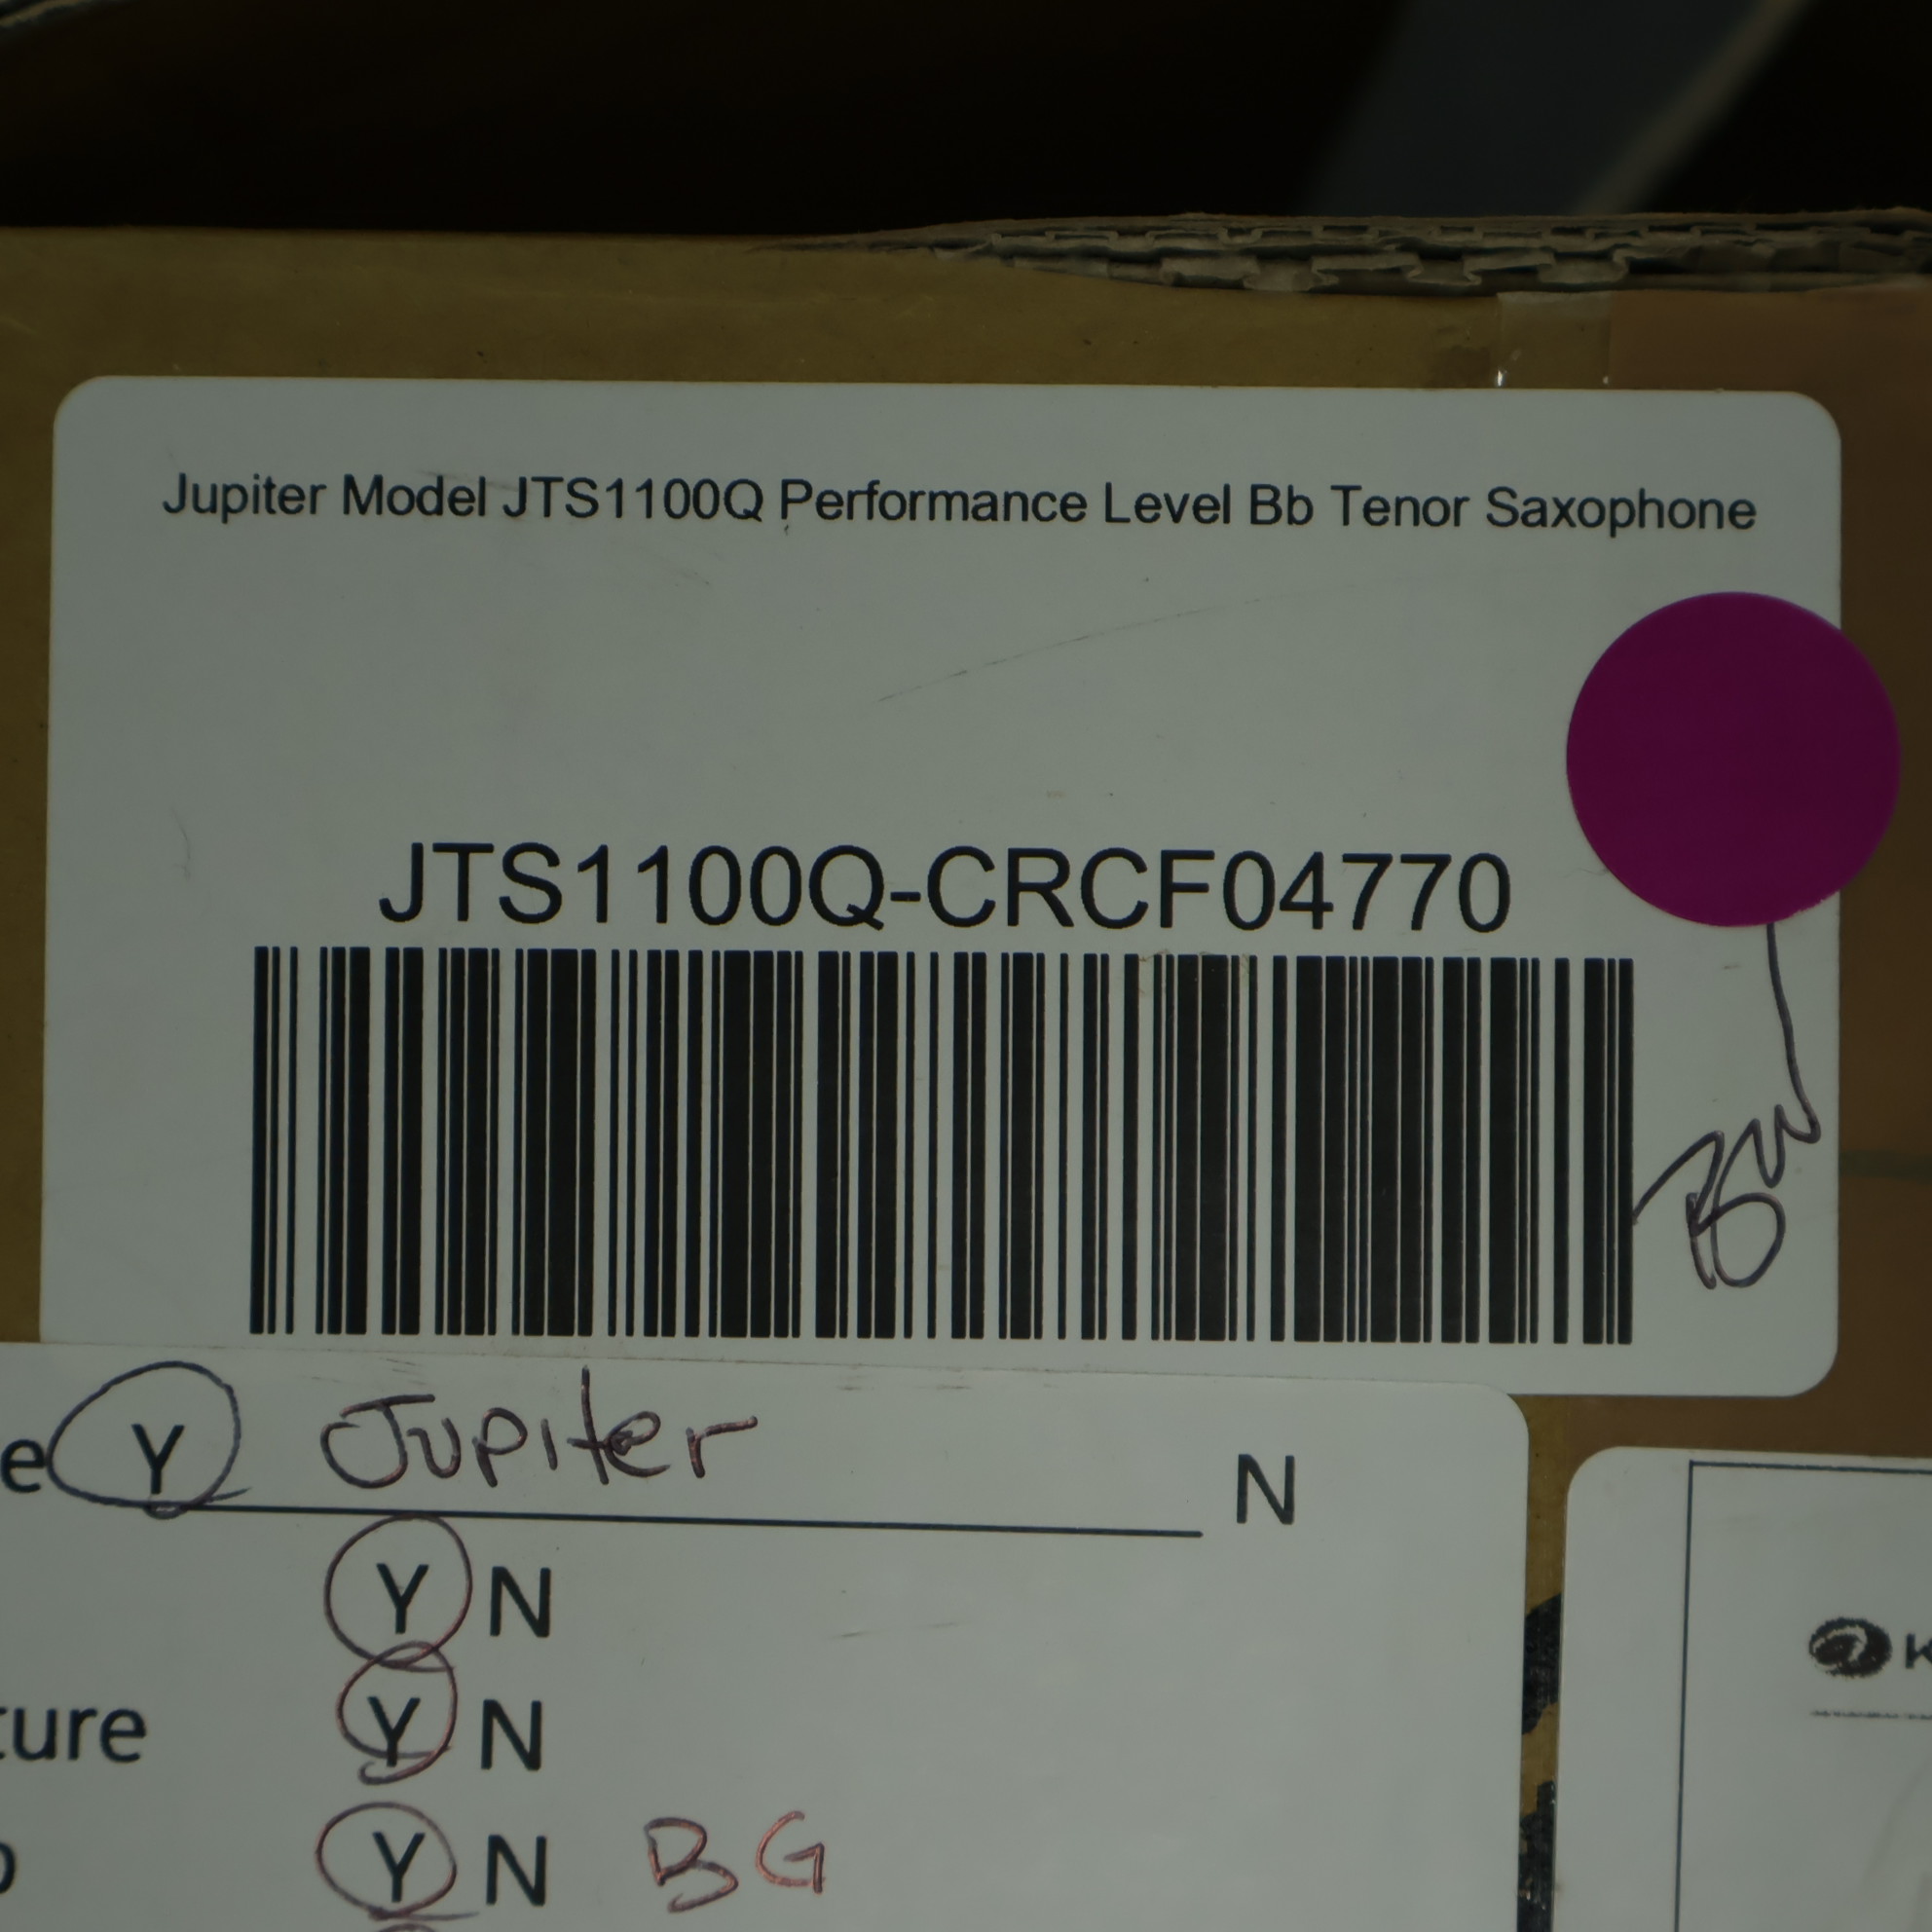 Jupiter Model JTS1100Q Performance Level Bb Tenor Saxophone
JTS1100Q-CRCF04770
e Y Jupiter N
Y N
ture Y N
Y N BG
K